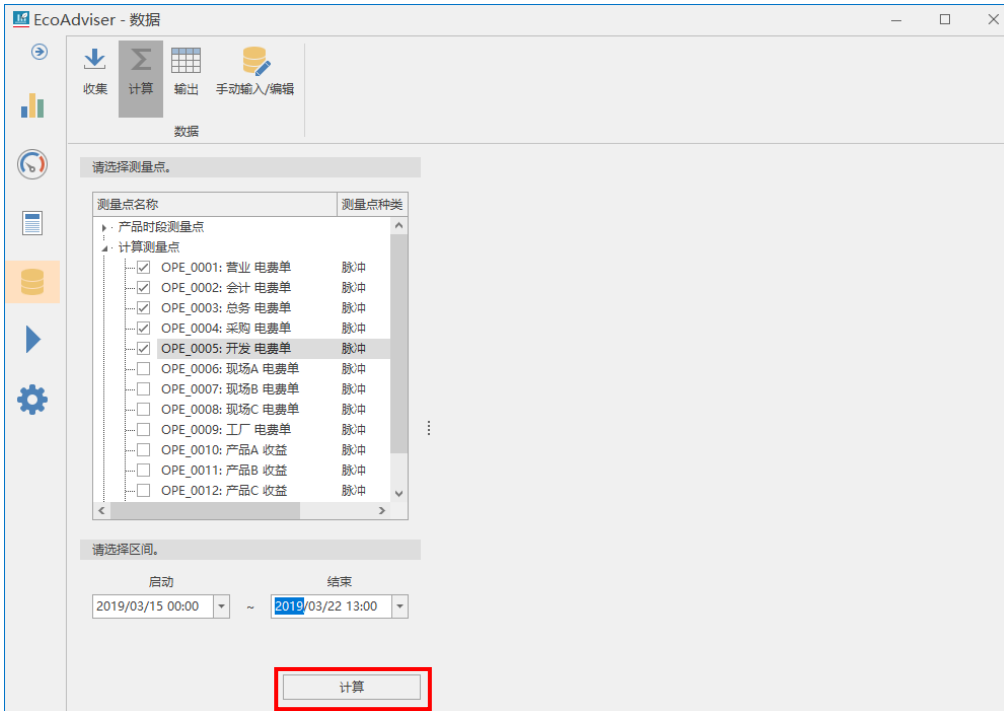 EcoAdviser - 数据
收集 计算 输出 手动输入/编辑
数据
请选择测量点。
测量点名称 测量点种类
产品时段测量点
计算测量点
OPE_0001: 营业 电费单 脉冲
OPE_0002: 会计 电费单 脉冲
OPE_0003: 总务 电费单 脉冲
OPE_0004: 采购 电费单 脉冲
OPE_0005: 开发 电费单 脉冲
OPE_0006: 现场A 电费单 脉冲
OPE_0007: 现场B 电费单 脉冲
OPE_0008: 现场C 电费单 脉冲
OPE_0009: 工厂 电费单 脉冲
OPE_0010: 产品A 收益 脉冲
OPE_0011: 产品B 收益 脉冲
OPE_0012: 产品C 收益 脉冲
请选择区间。
启动 结束
2019/03/15 00:00 ~ 2019/03/22 13:00
计算